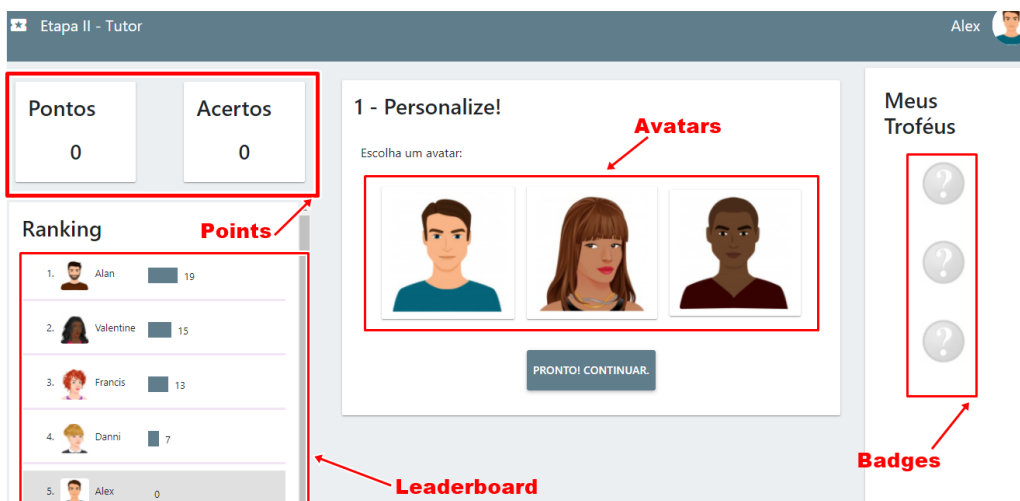 Etapa II - Tutor
Alex
Pontos
0
Acertos
0
Points
Ranking
1. Alan 19
2. Valentine 15
3. Francis 13
4. Danni 7
5. Alex 0
Leaderboard
1 - Personalize!
Avatars
Escolha um avatar:
PRONTO! CONTINUAR.
Meus
Troféus
?
?
?
Badges